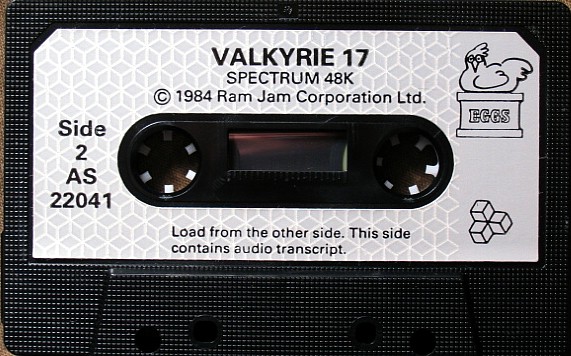 VALKYRIE 17
SPECTRUM 48K
© 1984 Ram Jam Corporation Ltd.
EGGS
Side
2
AS
22041
Load from the other side. This side
contains audio transcript.